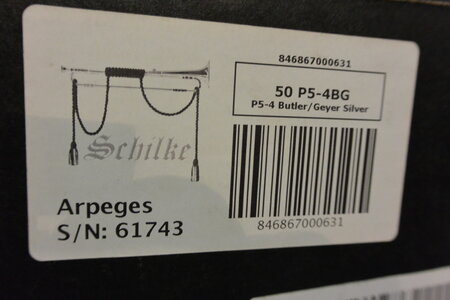 846867000631
50 P5-4BG
P5-4 Butler/Geyer Silver
Schilke
846867000631
Arpeges
S/N: 61743